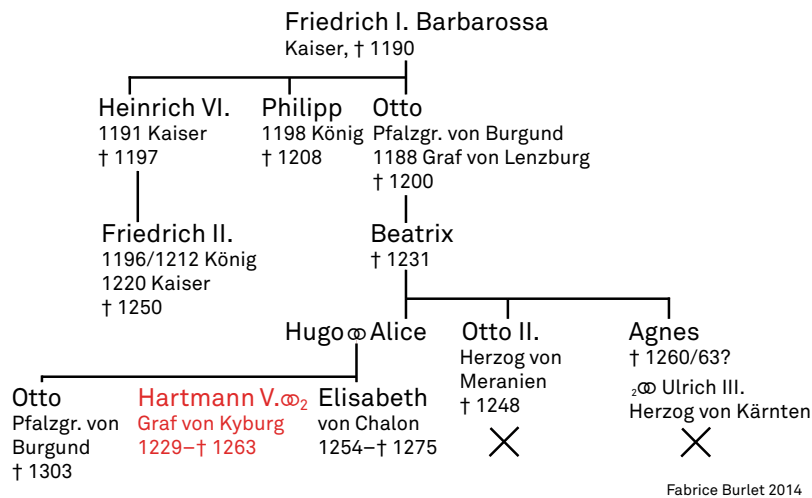 Friedrich I. Barbarossa
Kaiser, † 1190
Heinrich VI.
1191 Kaiser
† 1197
Philipp
1198 König
† 1208
Otto
Pfalzgr. von Burgund
1188 Graf von Lenzburg
† 1200
Friedrich II.
1196/1212 König
1220 Kaiser
† 1250
Beatrix
† 1231
Hugo ⚭ Alice
Otto II.
Herzog von
Meranien
† 1248
Agnes
† 1260/63?
₂⚭ Ulrich III.
Herzog von Kärnten
Otto
Pfalzgr. von
Burgund
† 1303
Hartmann V.⚭₂
Graf von Kyburg
1229–† 1263
Elisabeth
von Chalon
1254–† 1275
Fabrice Burlet 2014